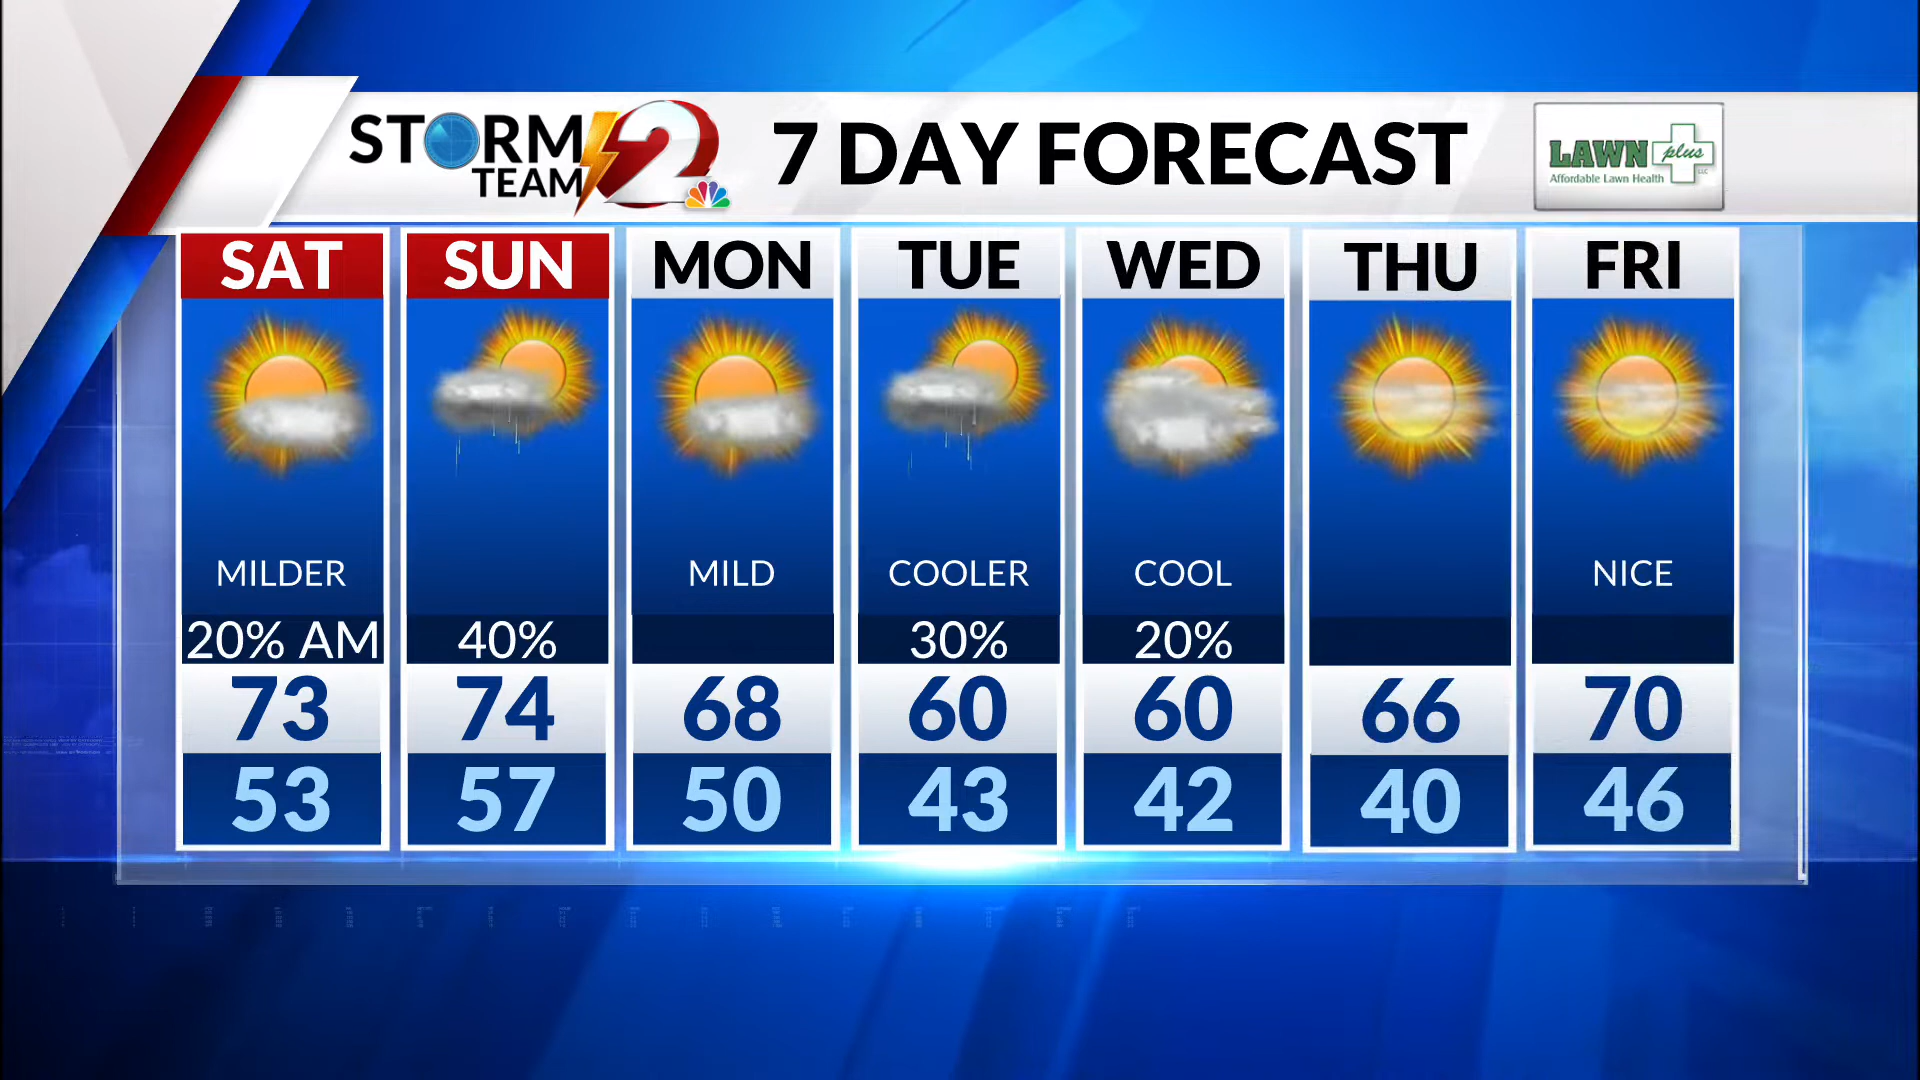 STORM
TEAM
2
7 DAY FORECAST
LAWN plus
LLC
Affordable Lawn Health
SAT
SUN
MON
TUE
WED
THU
FRI
MILDER
MILD
COOLER
COOL
NICE
20% AM
40%
30%
20%
73
74
68
60
60
66
70
53
57
50
43
42
40
46